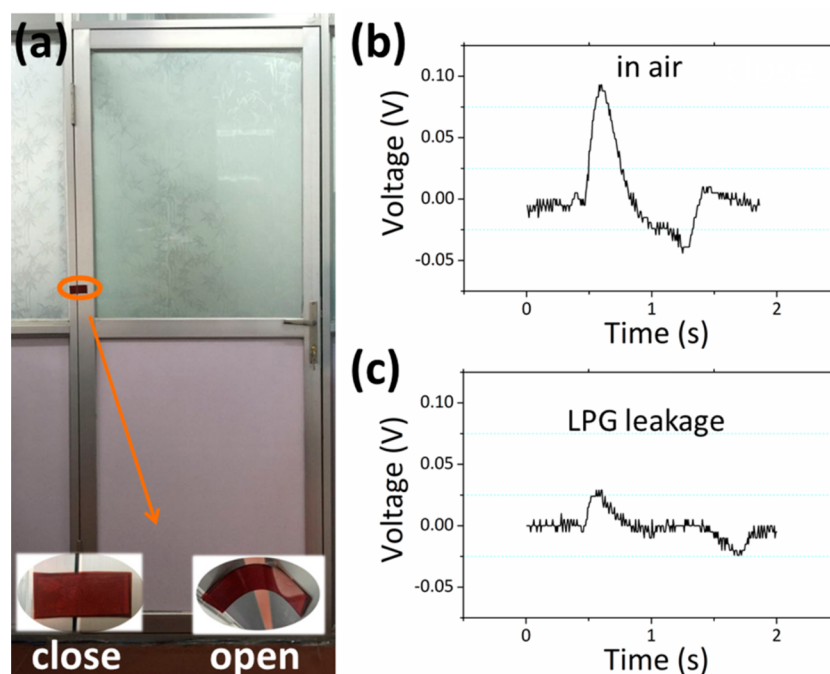 (a)
close
open
(b)
in air
Voltage (V)
0.10
0.05
0.00
-0.05
0
1
2
Time (s)
(c)
LPG leakage
Voltage (V)
0.10
0.05
0.00
-0.05
0
1
2
Time (s)